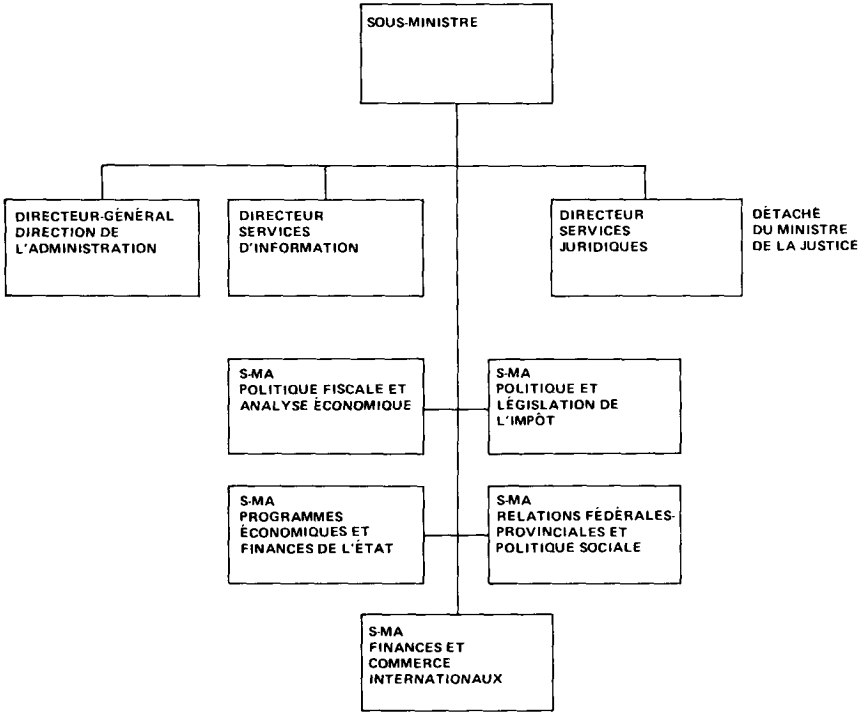 SOUS-MINISTRE
DIRECTEUR-GÉNÉRAL
DIRECTION DE
L'ADMINISTRATION
DIRECTEUR
SERVICES
D'INFORMATION
DIRECTEUR
SERVICES
JURIDIQUES
DÉTACHÉ
DU MINISTRE
DE LA JUSTICE
S-MA
POLITIQUE FISCALE ET
ANALYSE ÉCONOMIQUE
S-MA
POLITIQUE ET
LÉGISLATION DE
L'IMPÔT
S-MA
PROGRAMMES
ÉCONOMIQUES ET
FINANCES DE L'ÉTAT
S-MA
RELATIONS FÉDÉRALES-
PROVINCIALES ET
POLITIQUE SOCIALE
S-MA
FINANCES ET
COMMERCE
INTERNATIONAUX